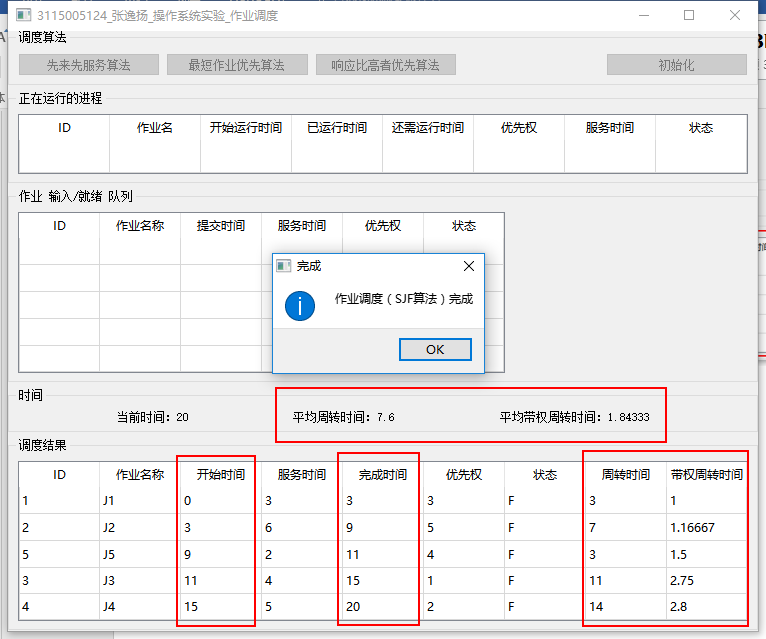 3115005124_张逸扬_操作系统实验_作业调度
调度算法
先来先服务算法 最短作业优先算法 响应比高者优先算法 初始化
正在运行的进程
ID 作业名 开始运行时间 已运行时间 还需运行时间 优先权 服务时间 状态
作业 输入/就绪 队列
ID 作业名称 提交时间 服务时间 优先权 状态
完成
作业调度（SJF算法）完成
OK
时间
当前时间：20 平均周转时间：7.6 平均带权周转时间：1.84333
调度结果
ID 作业名称 开始时间 服务时间 完成时间 优先权 状态 周转时间 带权周转时间
1 J1 0 3 3 3 F 3 1
2 J2 3 6 9 5 F 7 1.16667
5 J5 9 2 11 4 F 3 1.5
3 J3 11 4 15 1 F 11 2.75
4 J4 15 5 20 2 F 14 2.8